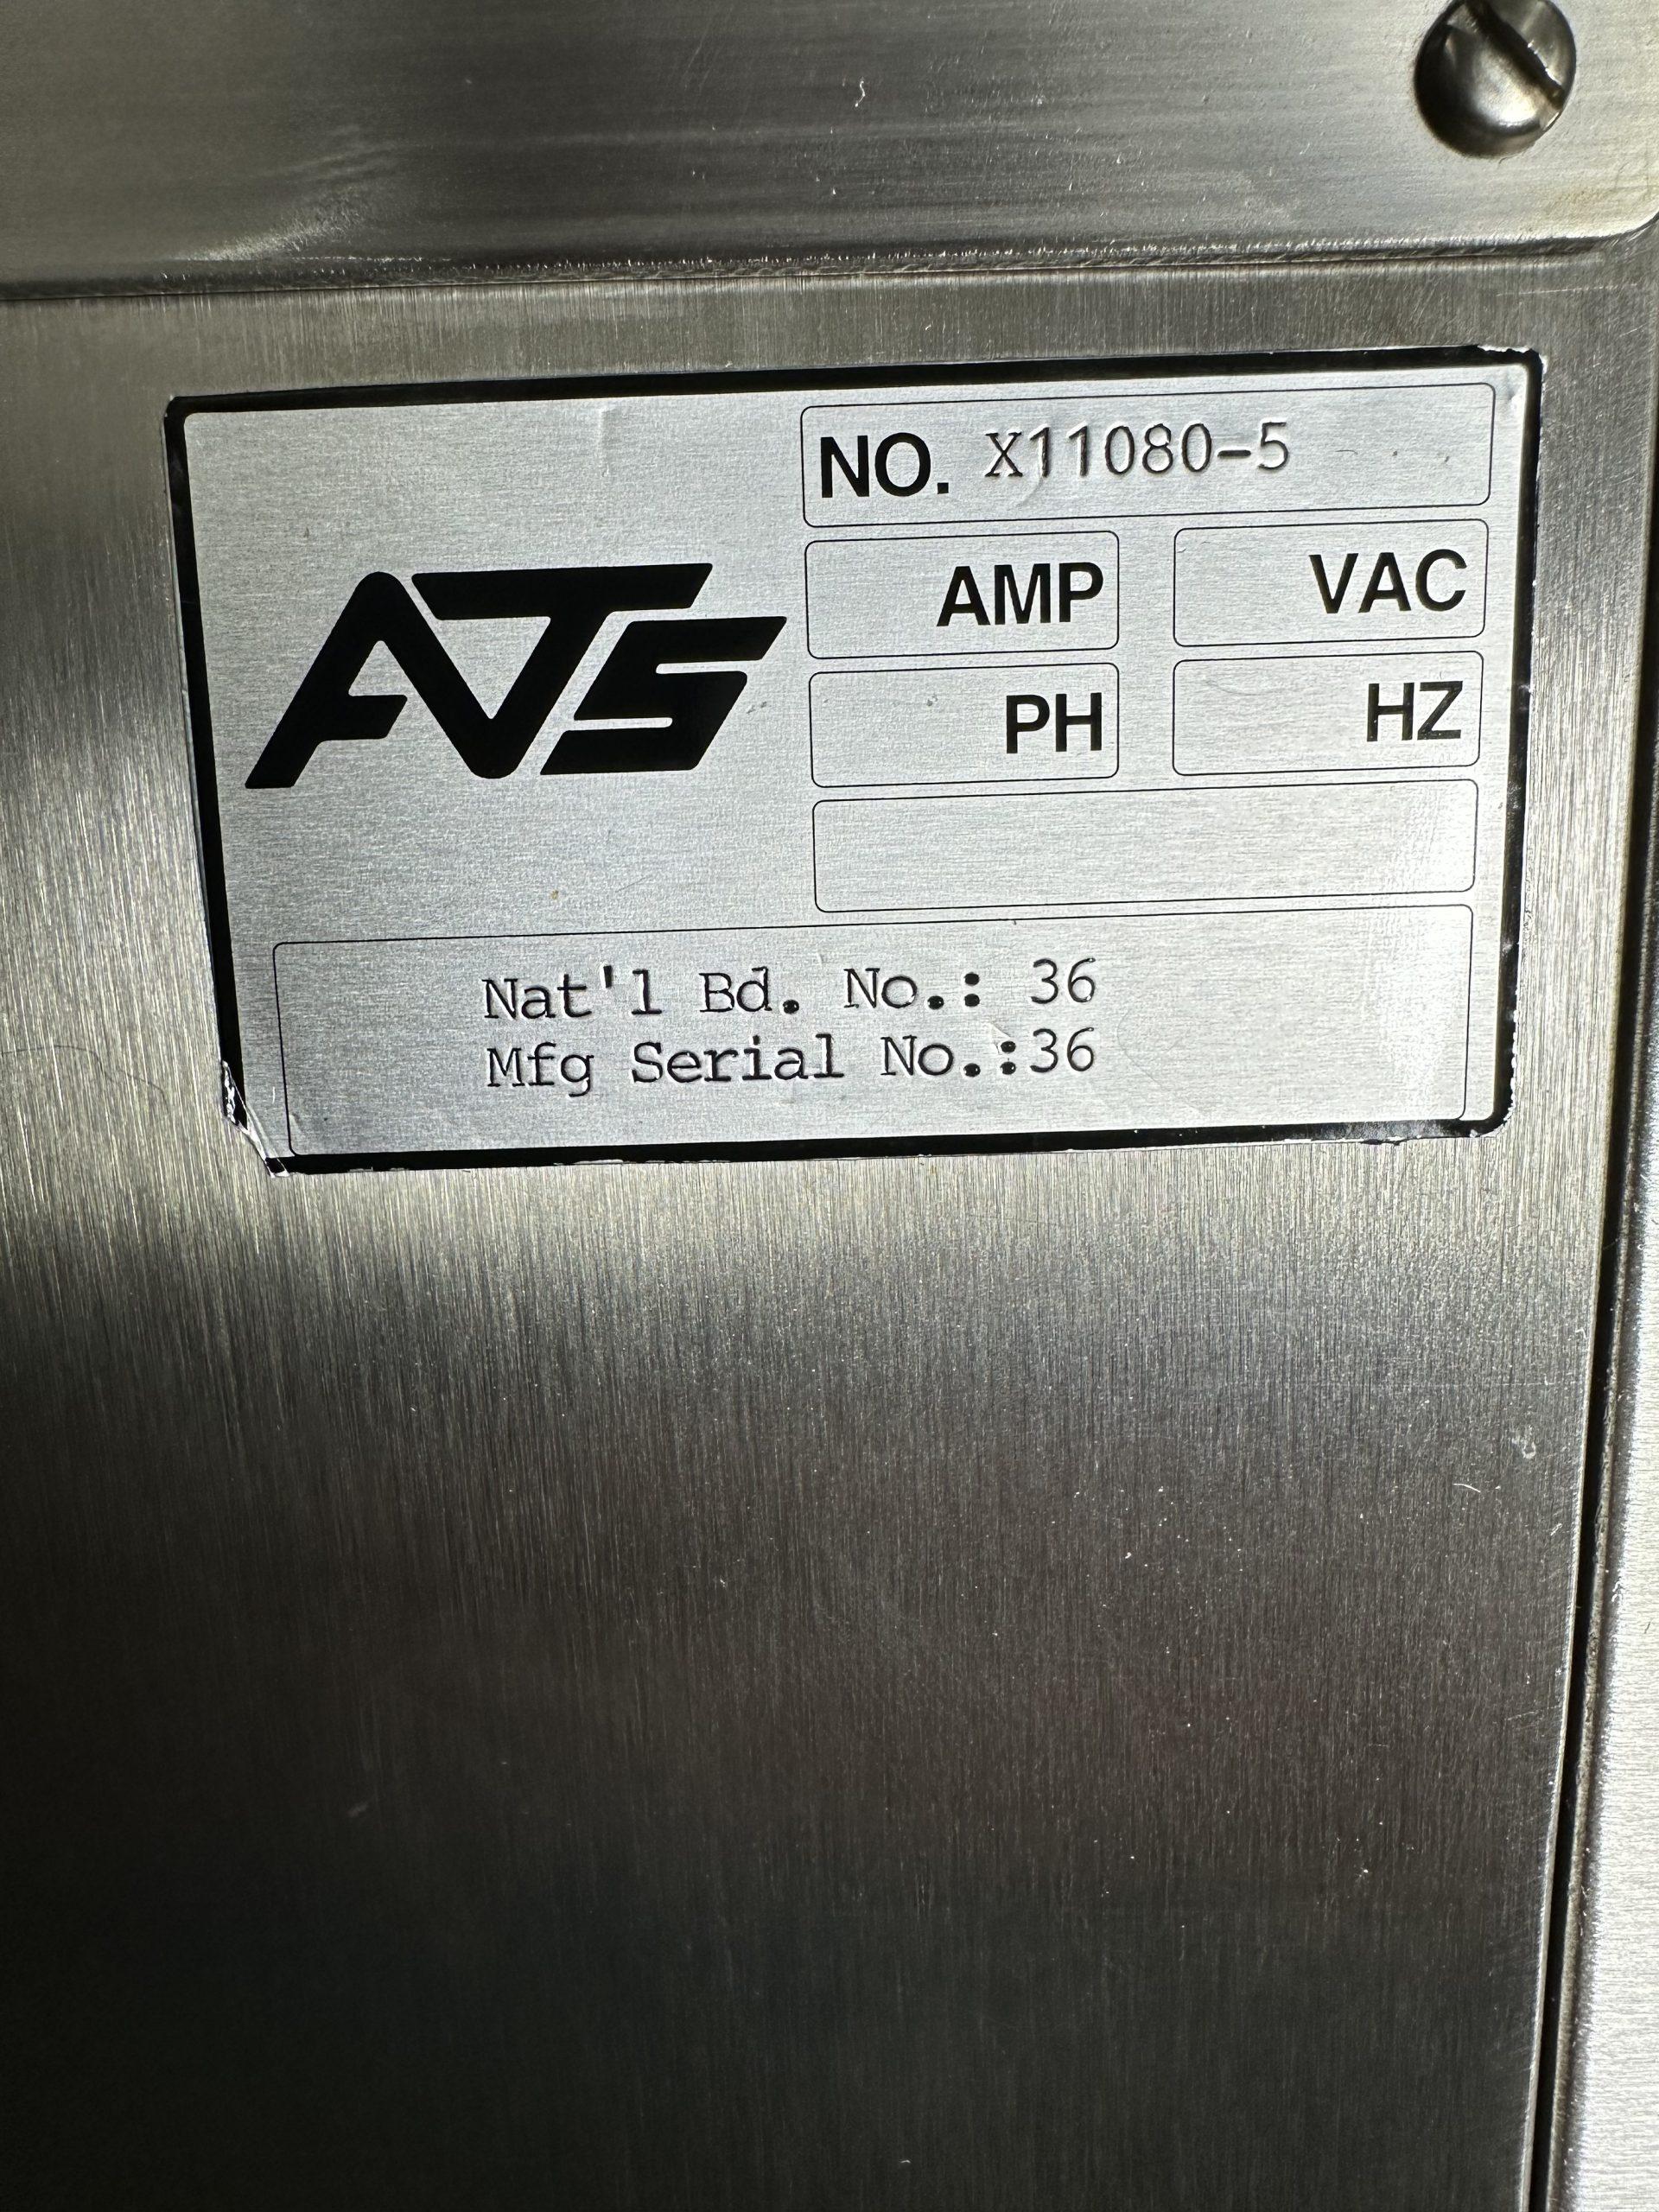 ATS
NO. X11080-5
AMP
VAC
PH
HZ
Nat'l Bd. No.: 36
Mfg Serial No.:36